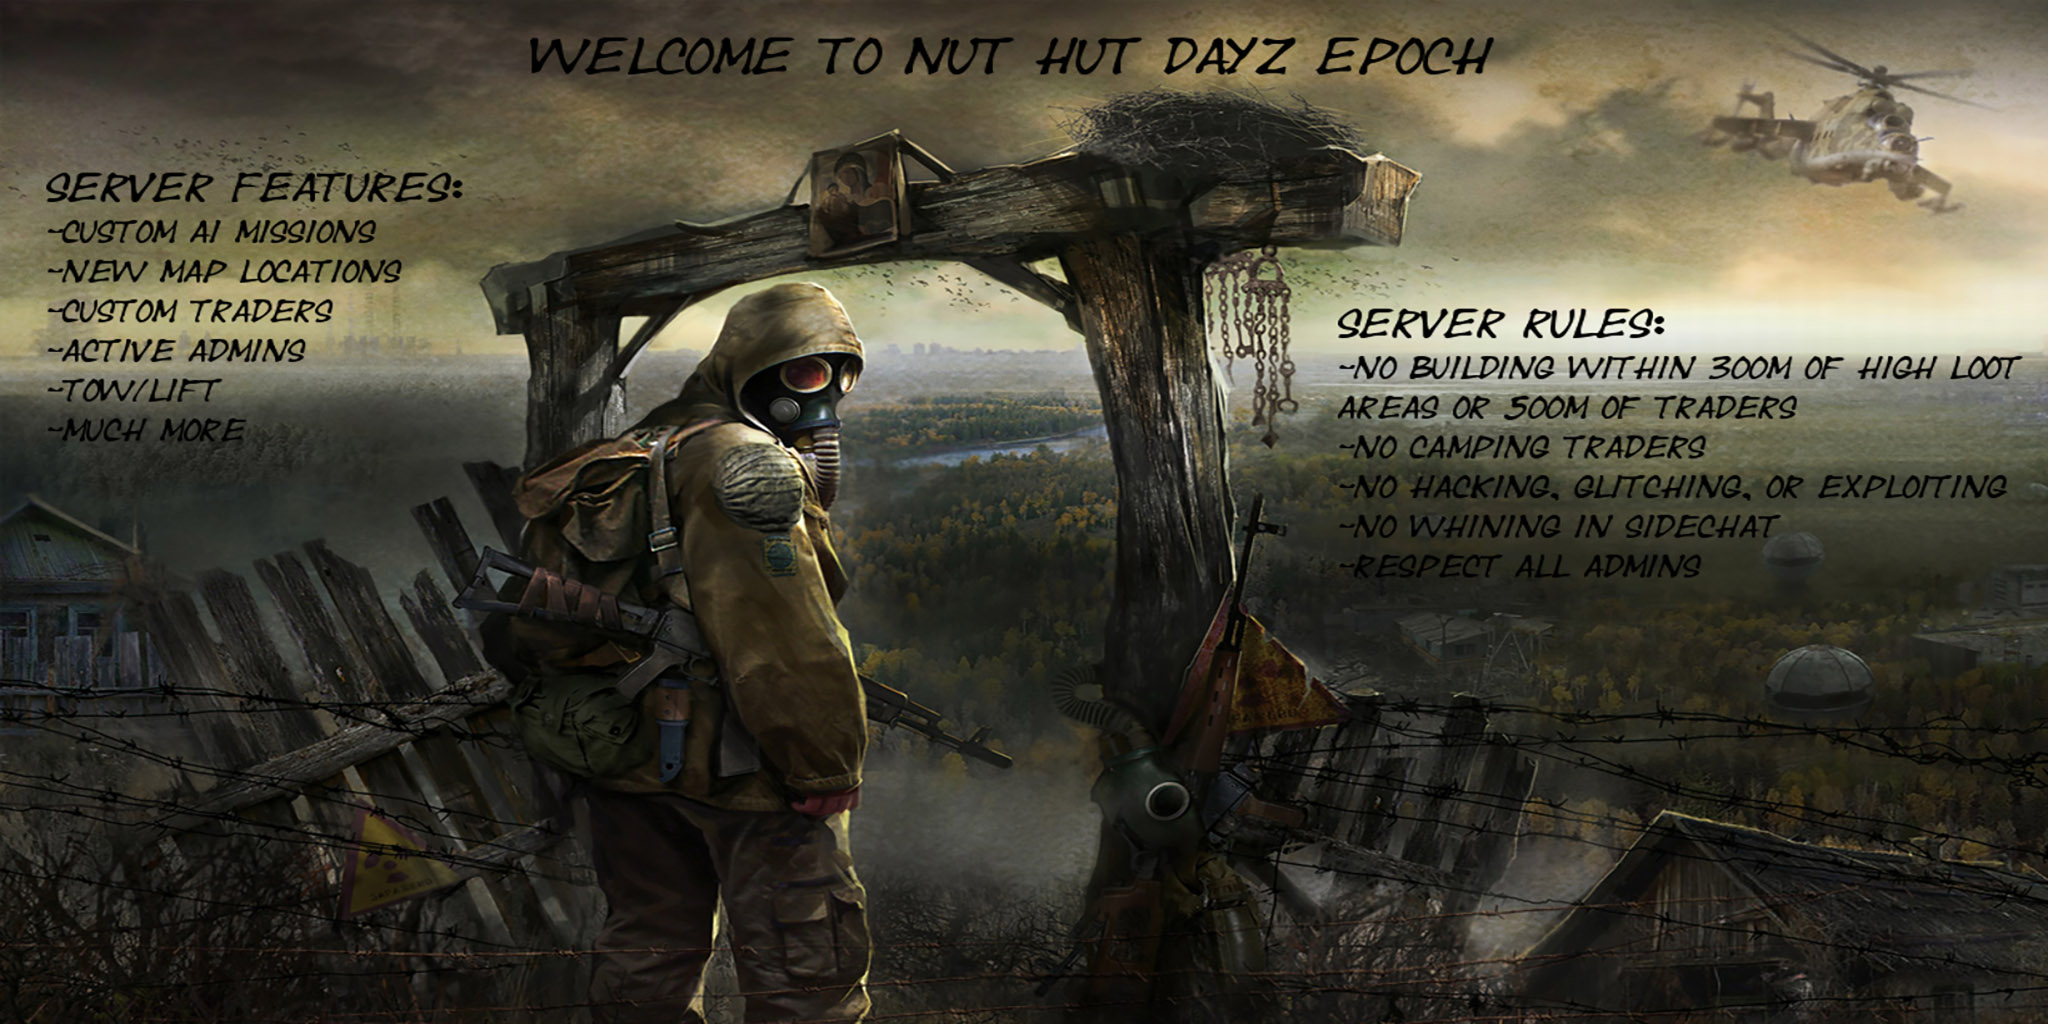 WELCOME TO NUT HUT DAYZ EPOCH
SERVER FEATURES:
-CUSTOM AI MISSIONS
-NEW MAP LOCATIONS
-CUSTOM TRADERS
-ACTIVE ADMINS
-TOW/LIFT
-MUCH MORE
SERVER RULES:
-NO BUILDING WITHIN 300M OF HIGH LOOT
AREAS OR 500M OF TRADERS
-NO CAMPING TRADERS
-NO HACKING, GLITCHING, OR EXPLOITING
-NO WHINING IN SIDECHAT
-RESPECT ALL ADMINS